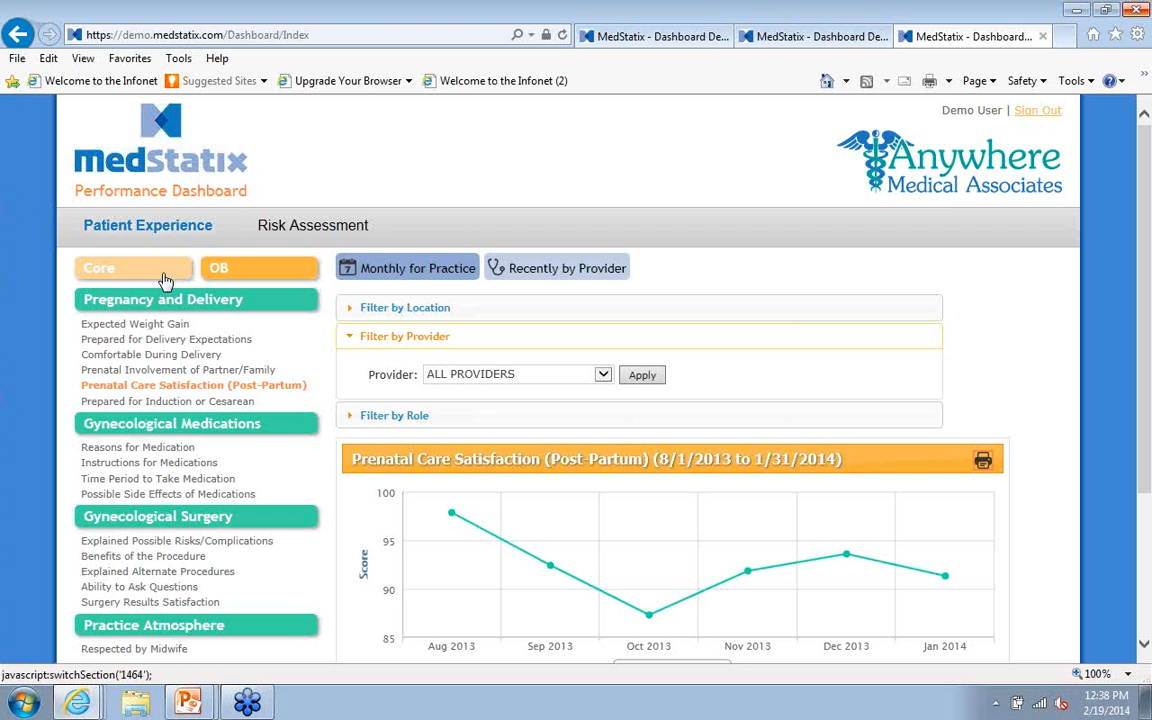 https://demo.medstatix.com/Dashboard/Index
MedStatix - Dashboard De...
MedStatix - Dashboard De...
MedStatix - Dashboard...
File Edit View Favorites Tools Help
Welcome to the Infonet
Suggested Sites
Upgrade Your Browser
Welcome to the Infonet (2)
Page Safety Tools
Demo User | Sign Out
medstatix
Performance Dashboard
Anywhere
Medical Associates
Patient Experience
Risk Assessment
Core
OB
Monthly for Practice
Recently by Provider
Pregnancy and Delivery
Expected Weight Gain
Prepared for Delivery Expectations
Comfortable During Delivery
Prenatal Involvement of Partner/Family
Prenatal Care Satisfaction (Post-Partum)
Prepared for Induction or Cesarean
Gynecological Medications
Reasons for Medication
Instructions for Medications
Time Period to Take Medication
Possible Side Effects of Medications
Gynecological Surgery
Explained Possible Risks/Complications
Benefits of the Procedure
Explained Alternate Procedures
Ability to Ask Questions
Surgery Results Satisfaction
Practice Atmosphere
Respected by Midwife
Filter by Location
Filter by Provider
Provider: ALL PROVIDERS Apply
Filter by Role
Prenatal Care Satisfaction (Post-Partum) (8/1/2013 to 1/31/2014)
100
95
90
85
Score
Aug 2013 Sep 2013 Oct 2013 Nov 2013 Dec 2013 Jan 2014
javascript:switchSection('1464');
100%
12:38 PM
2/19/2014